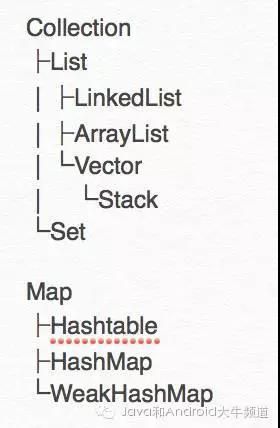 Collection
├List
│ ├LinkedList
│ ├ArrayList
│ └Vector
│ └Stack
└Set
Map
├Hashtable
├HashMap
└WeakHashMap
Java和Android大牛频道